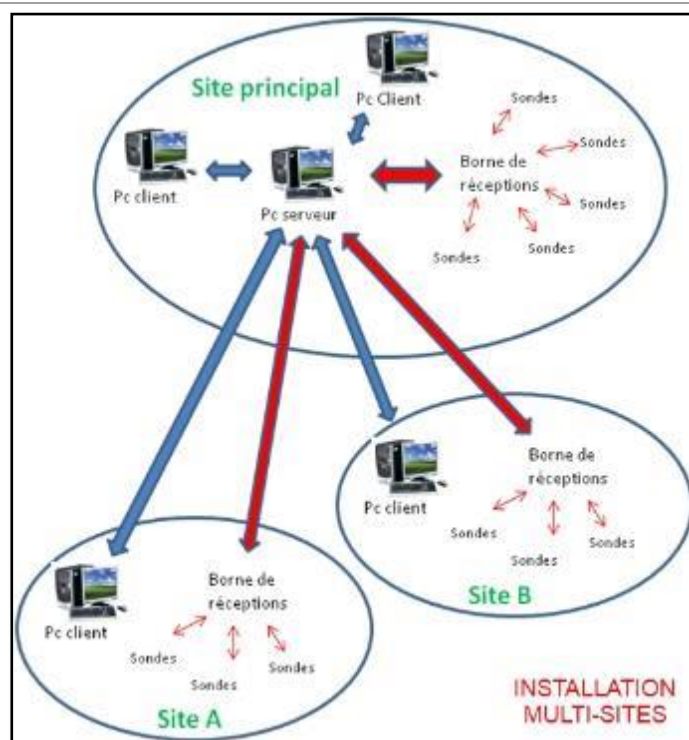 Site principal
Pc Client
Pc client
Pc serveur
Borne de
réceptions
Sondes
Sondes
Sondes
Sondes
Sondes
Borne de
réceptions
Pc client
Sondes
Sondes
Sondes
Site B
Borne de
réceptions
Pc client
Sondes
Sondes
Sondes
Site A
INSTALLATION
MULTI-SITES